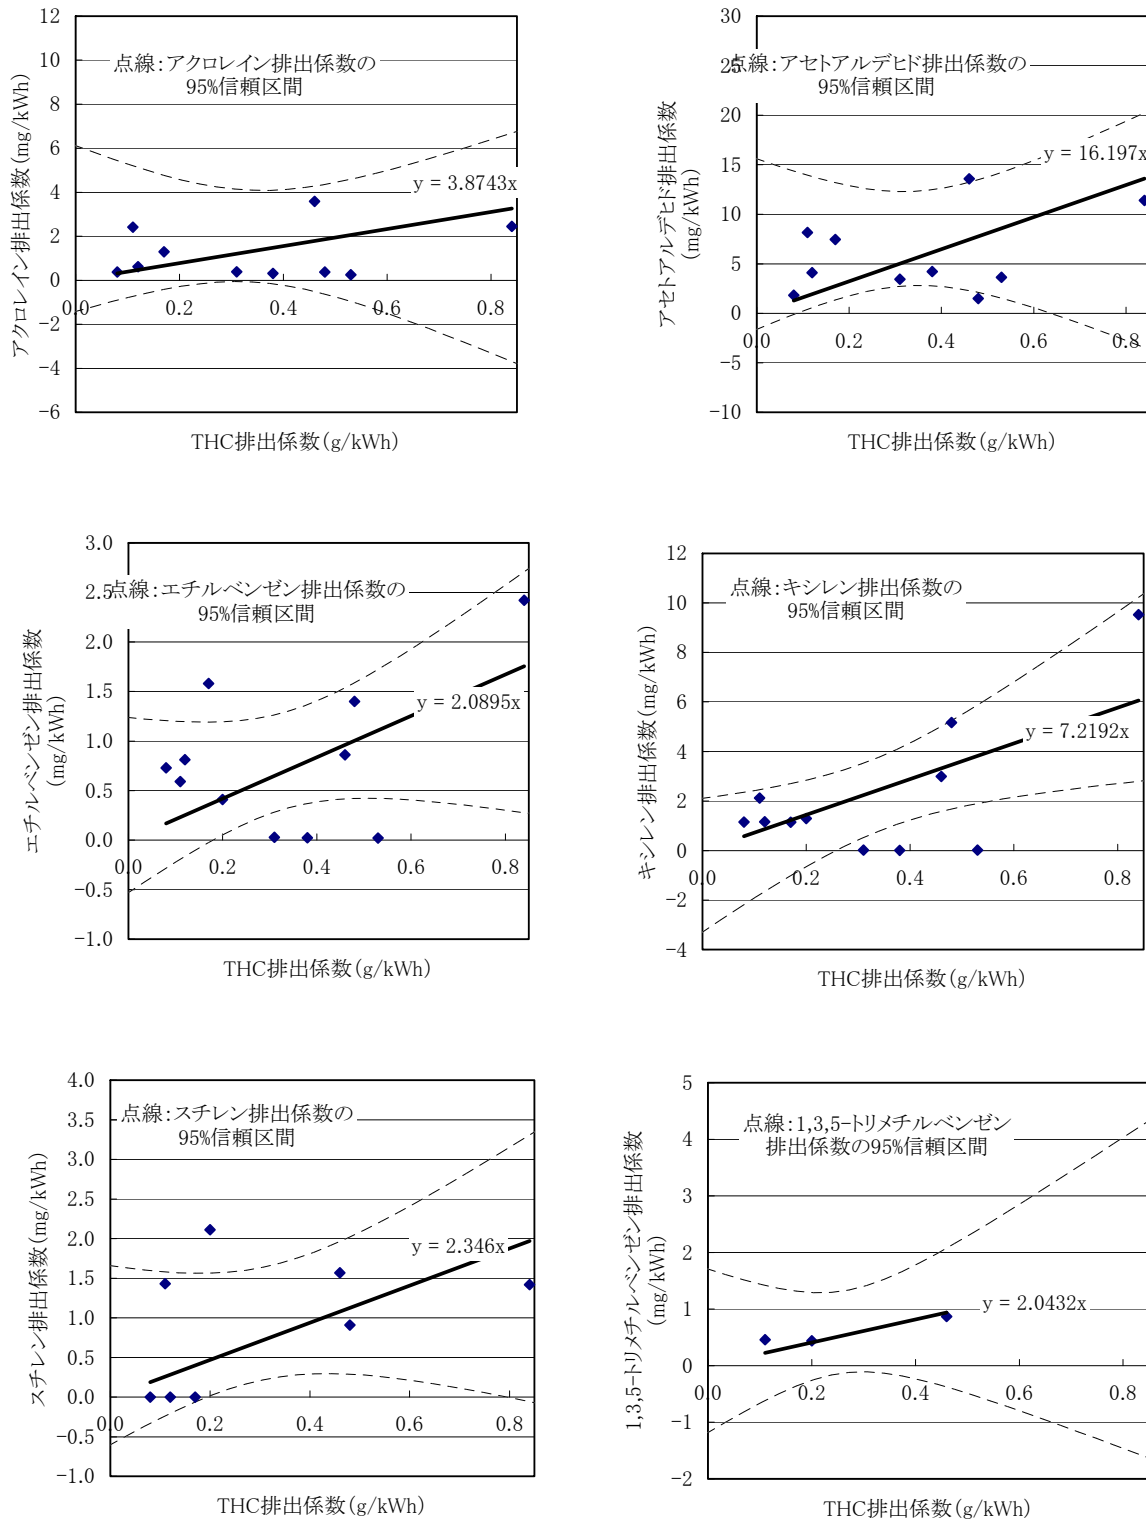 12
10
8
6
4
2
0
−2
−4
−6
0.0
0.2
0.4
0.6
0.8
点線：アクロレイン排出係数の
95%信頼区間
y = 3.8743x
アクロレイン排出係数(mg/kWh)
THC排出係数(g/kWh)
30
25
20
15
10
5
0
−5
−10
0.0
0.2
0.4
0.6
0.8
点線：アセトアルデヒド排出係数の
95%信頼区間
y = 16.197x
アセトアルデヒド排出係数
(mg/kWh)
THC排出係数(g/kWh)
3.0
2.5
2.0
1.5
1.0
0.5
0.0
−0.5
−1.0
0.0
0.2
0.4
0.6
0.8
点線：エチルベンゼン排出係数の
95%信頼区間
y = 2.0895x
エチルベンゼン排出係数
(mg/kWh)
THC排出係数(g/kWh)
12
10
8
6
4
2
0
−2
−4
0.0
0.2
0.4
0.6
0.8
点線：キシレン排出係数の
95%信頼区間
y = 7.2192x
キシレン排出係数(mg/kWh)
THC排出係数(g/kWh)
4.0
3.5
3.0
2.5
2.0
1.5
1.0
0.5
0.0
−0.5
−1.0
0.0
0.2
0.4
0.6
0.8
点線：スチレン排出係数の
95%信頼区間
y = 2.346x
スチレン排出係数(mg/kWh)
THC排出係数(g/kWh)
5
4
3
2
1
0
−1
−2
0.0
0.2
0.4
0.6
0.8
点線：1,3,5−トリメチルベンゼン
排出係数の95%信頼区間
y = 2.0432x
1,3,5−トリメチルベンゼン排出係数
(mg/kWh)
THC排出係数(g/kWh)